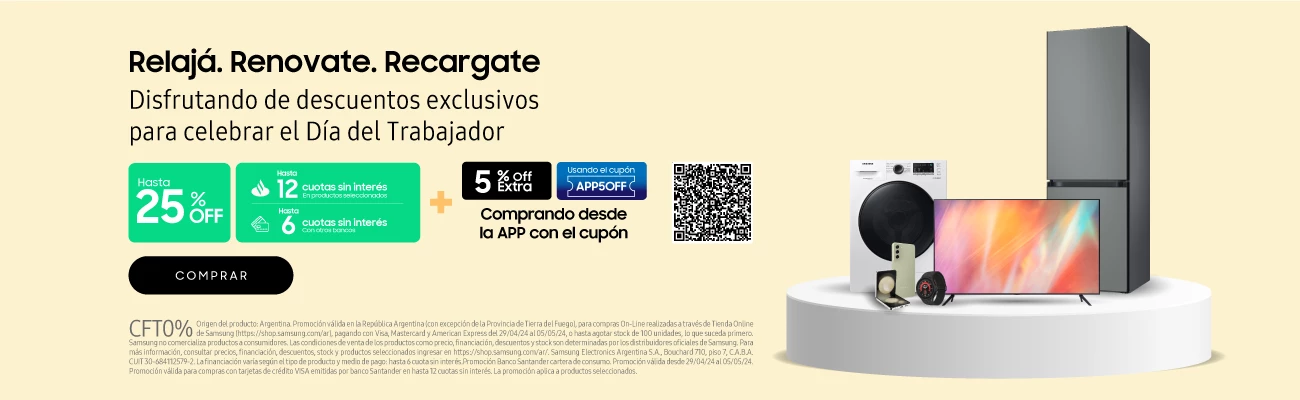 Relajá. Renovate. Recargate
Disfrutando de descuentos exclusivos
para celebrar el Día del Trabajador
Hasta
25 % OFF
Hasta
12 cuotas sin interés
En productos seleccionados
Hasta
6 cuotas sin interés
Con otros bancos
+
5 % Off Extra
Usando el cupón
APP5OFF
Comprando desde
la APP con el cupón
COMPRAR
SAMSUNG
CFT0% Origen del producto: Argentina. Promoción válida en la República Argentina (con excepción de la Provincia de Tierra del Fuego), para compras On-Line realizadas a través de Tienda Online
de Samsung (https://shop.samsung.com/ar), pagando con Visa, Mastercard y American Express del 29/04/24 al 05/05/24, o hasta agotar stock de 100 unidades, lo que suceda primero.
Samsung no comercializa productos a consumidores. Las condiciones de venta de los productos como precio, financiación, descuentos y stock son determinadas por los distribuidores oficiales de Samsung. Para
más información, consultar precios, financiación, descuentos, stock y productos seleccionados ingresar en https://shop.samsung.com/ar/. Samsung Electronics Argentina S.A., Bouchard 710, piso 7, C.A.B.A.
CUIT 30-684112579-2. La financiación varía según el tipo de producto y medio de pago: hasta 6 cuota sin interés.Promoción Banco Santander cartera de consumo. Promoción válida desde 29/04/24 al 05/05/24.
Promoción válida para compras con tarjetas de crédito VISA emitidas por banco Santander en hasta 12 cuotas sin interés. La promoción aplica a productos seleccionados.